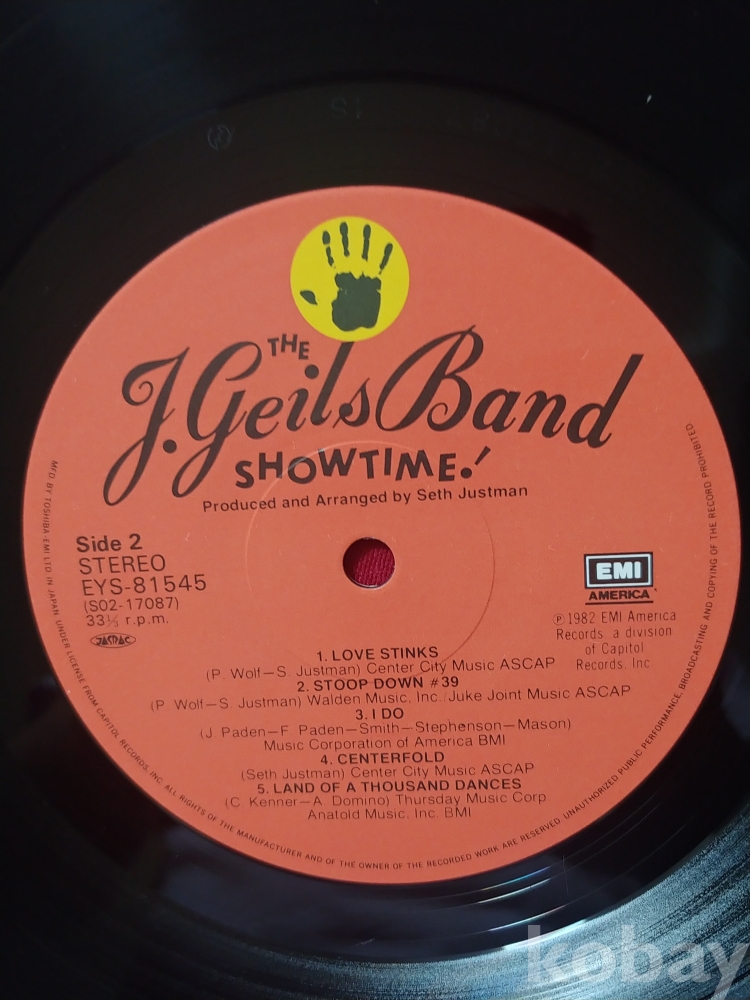 THE
J. Geils Band
SHOWTIME!
Produced and Arranged by Seth Justman
Side 2
STEREO
EYS-81545
(S02-17087)
33⅓ r.p.m.
JASRAC
EMI
AMERICA
℗ 1982 EMI America
Records, a division
of Capitol
Records, Inc
1. LOVE STINKS
(P. Wolf—S. Justman) Center City Music ASCAP
2. STOOP DOWN #39
(P. Wolf—S. Justman) Walden Music, Inc./Juke Joint Music ASCAP
3. I DO
(J. Paden—F. Paden—Smith—Stephenson—Mason)
Music Corporation of America BMI
4. CENTERFOLD
(Seth Justman) Center City Music ASCAP
5. LAND OF A THOUSAND DANCES
(C. Kenner—A. Domino) Thursday Music Corp.
Anatold Music, Inc. BMI
MFD BY TOSHIBA-EMI LTD IN JAPAN UNDER LICENSE FROM CAPITOL RECORDS, INC. ALL RIGHTS OF THE MANUFACTURER AND OF THE OWNER OF THE RECORDED WORK ARE RESERVED. UNAUTHORIZED PUBLIC PERFORMANCE, BROADCASTING AND COPYING OF THE RECORD PROHIBITED
kobay